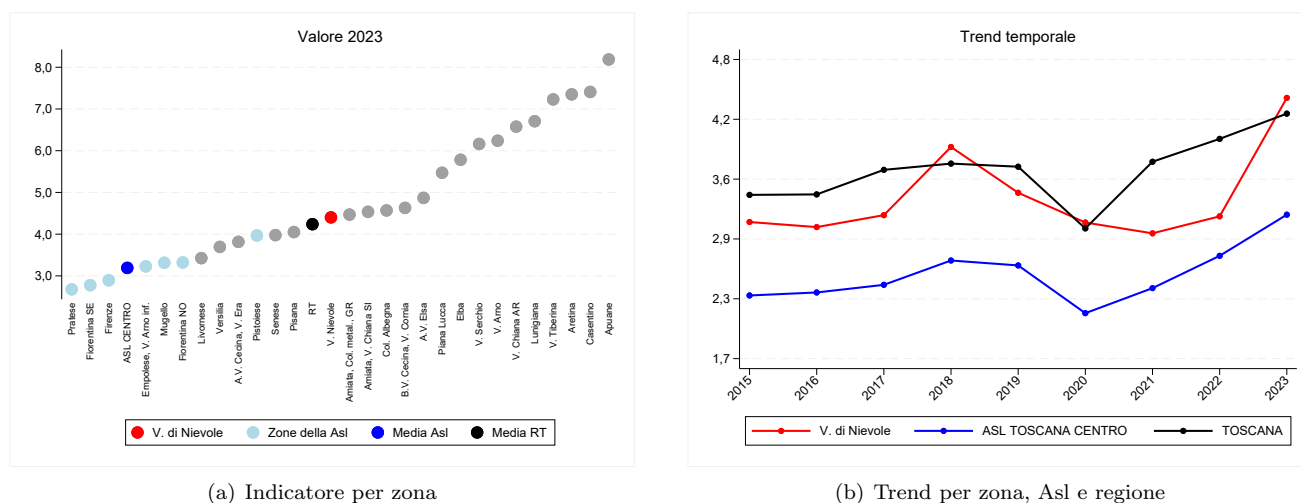 Valore 2023
8,0
7,0
6,0
5,0
4,0
3,0
Pratese
Fiorentina SE
Firenze
ASL CENTRO
Empolese, V. Arno inf.
Mugello
Fiorentina NO
Livornese
Versilia
A.V. Cecina, V. Era
Pistoiese
Senese
Pisana
RT
V. Nievole
Amiata, Col. metal., GR
Amiata, V. Chiana SI
Col. Albegna
B.V. Cecina, V. Cornia
A.V. Elsa
Piana Lucca
Elba
V. Serchio
V. Arno
V. Chiana AR
Lunigiana
V. Tiberina
Aretina
Casentino
Apuane
V. di Nievole
Zone della Asl
Media Asl
Media RT
(a) Indicatore per zona
Trend temporale
4,8
4,2
3,6
2,9
2,3
1,7
2015
2016
2017
2018
2019
2020
2021
2022
2023
V. di Nievole
ASL TOSCANA CENTRO
TOSCANA
(b) Trend per zona, Asl e regione